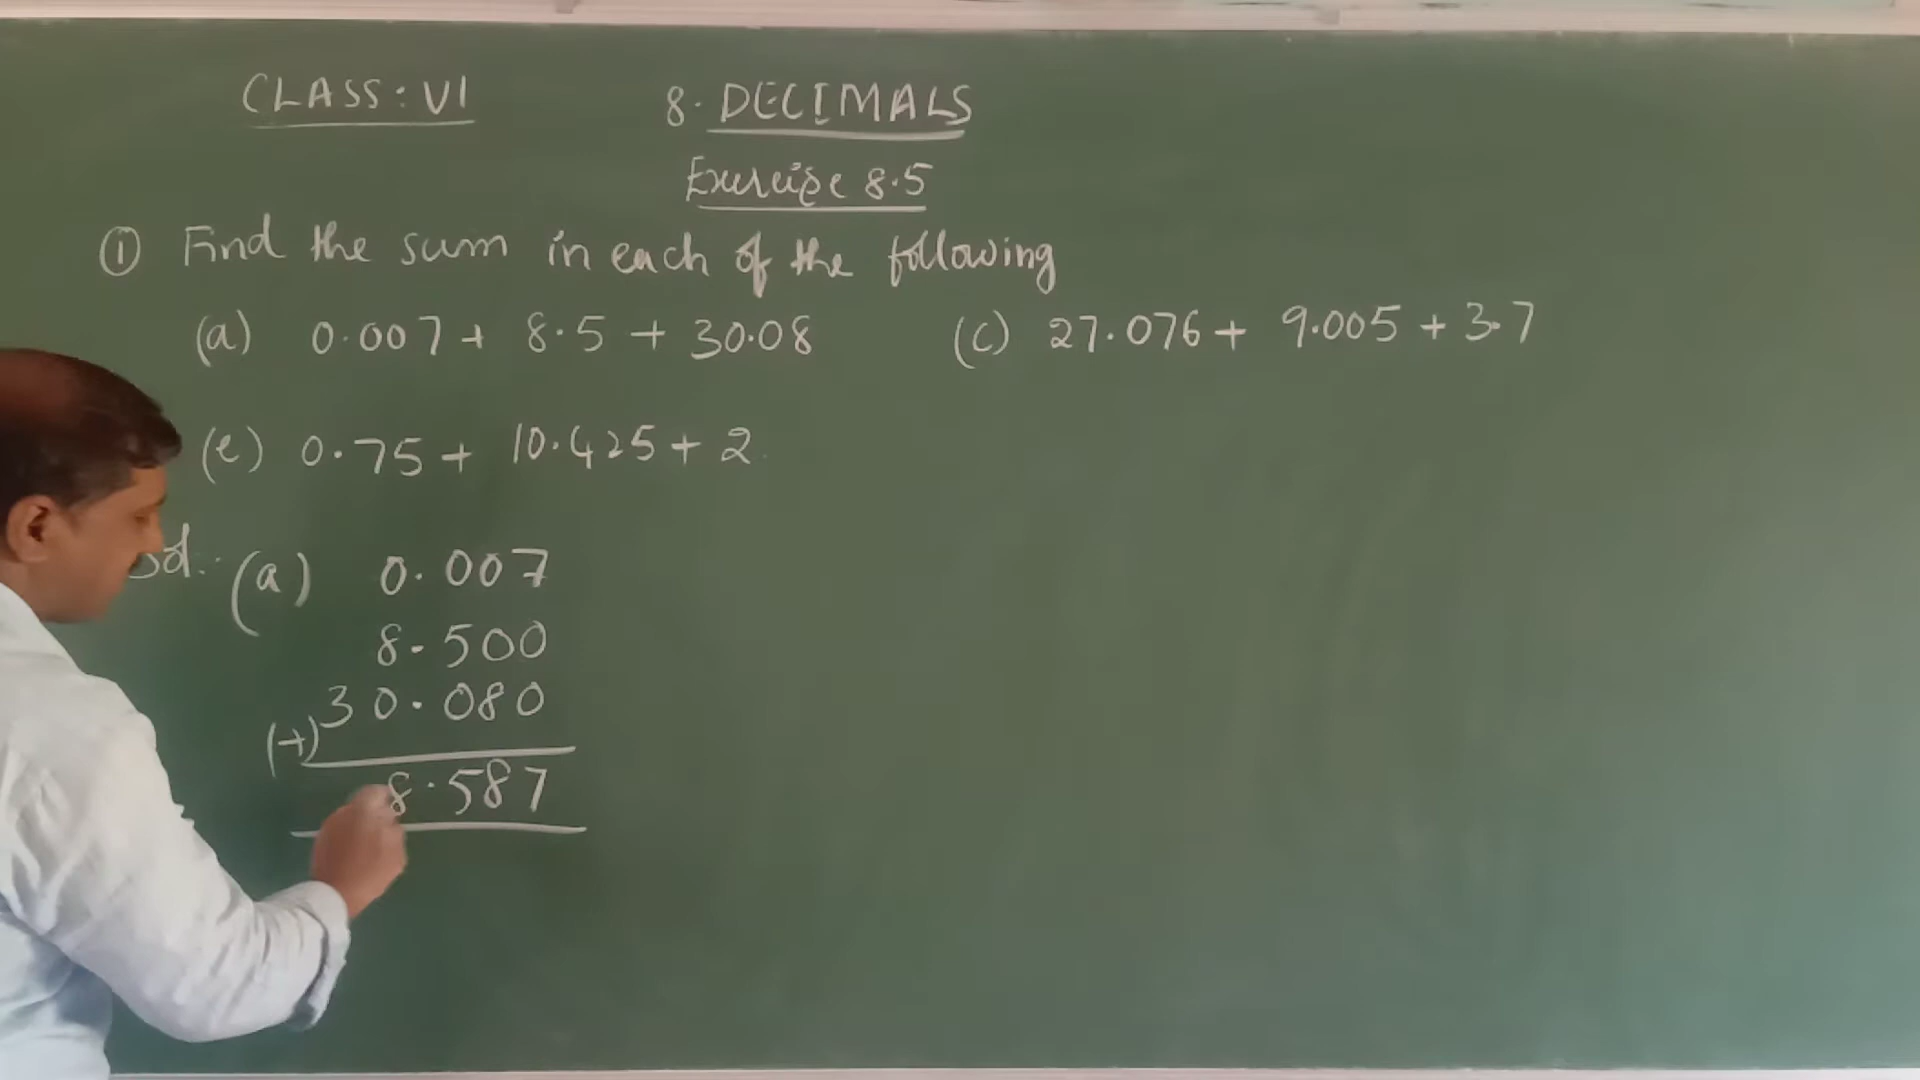 CLASS: VI
8. DECIMALS
Exercise 8.5
① Find the sum in each of the following
(a) 0.007 + 8.5 + 30.08 (c) 27.076 + 9.005 + 3.7
(e) 0.75 + 10.425 + 2
(a) 0.007
8.500
30.080
(+)
8.587